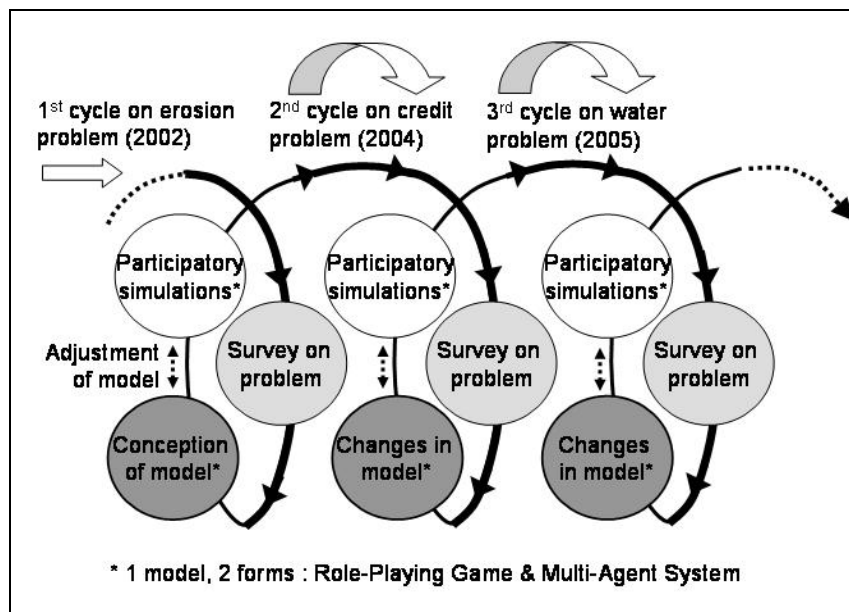 1st cycle on erosion
problem (2002)
2nd cycle on credit
problem (2004)
3rd cycle on water
problem (2005)
Participatory
simulations*
Participatory
simulations*
Participatory
simulations*
Adjustment
of model
Survey on
problem
Survey on
problem
Survey on
problem
Conception
of model*
Changes in
model*
Changes
in model*
* 1 model, 2 forms : Role-Playing Game & Multi-Agent System